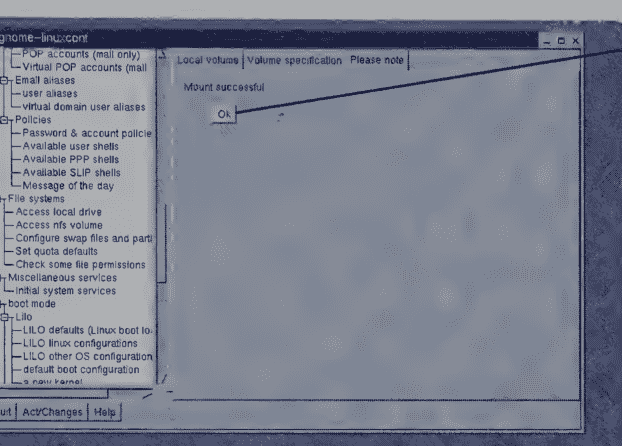 gnome-linuxconf
POP accounts (mail only)
Virtual POP accounts (mail
Email aliases
user aliases
virtual domain user aliases
Policies
Password & account policie
Available user shells
Available PPP shells
Available SLIP shells
Message of the day
File systems
Access local drive
Access nfs volume
Configure swap files and parti
Set quota defaults
Check some file permissions
Miscellaneous services
Initial system services
boot mode
Lilo
LILO defaults (Linux boot lo
LILO linux configurations
LILO other OS configuration
default boot configuration
a new kernel
Act/Changes
Help
Local volume
Volume specification
Please note
Mount successful
Ok